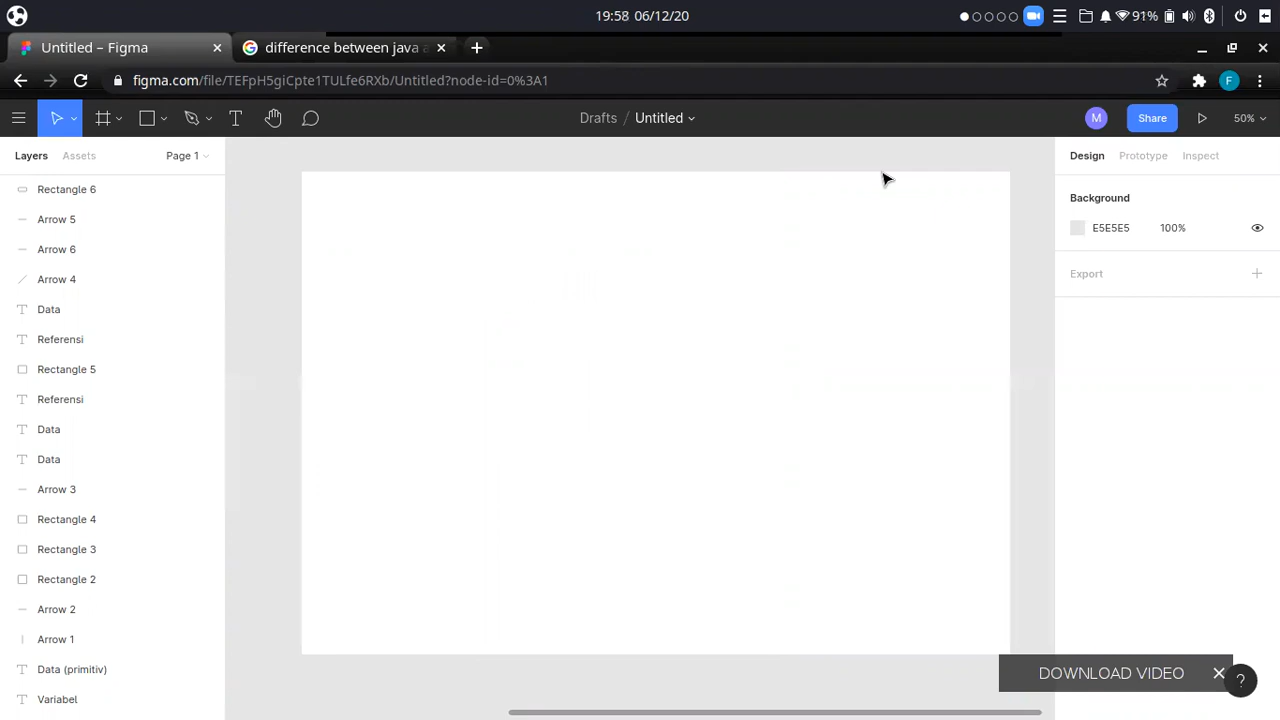 19:58 06/12/20
91%
Untitled – Figma
difference between java a
figma.com/file/TEFpH5giCpte1TULfe6RXb/Untitled?node-id=0%3A1
F
Drafts / Untitled
M
Share
50%
Layers
Assets
Page 1
Design
Prototype
Inspect
Rectangle 6
Arrow 5
Arrow 6
Arrow 4
Data
Referensi
Rectangle 5
Referensi
Data
Data
Arrow 3
Rectangle 4
Rectangle 3
Rectangle 2
Arrow 2
Arrow 1
Data (primitiv)
Variabel
Background
E5E5E5
100%
Export
DOWNLOAD VIDEO
?